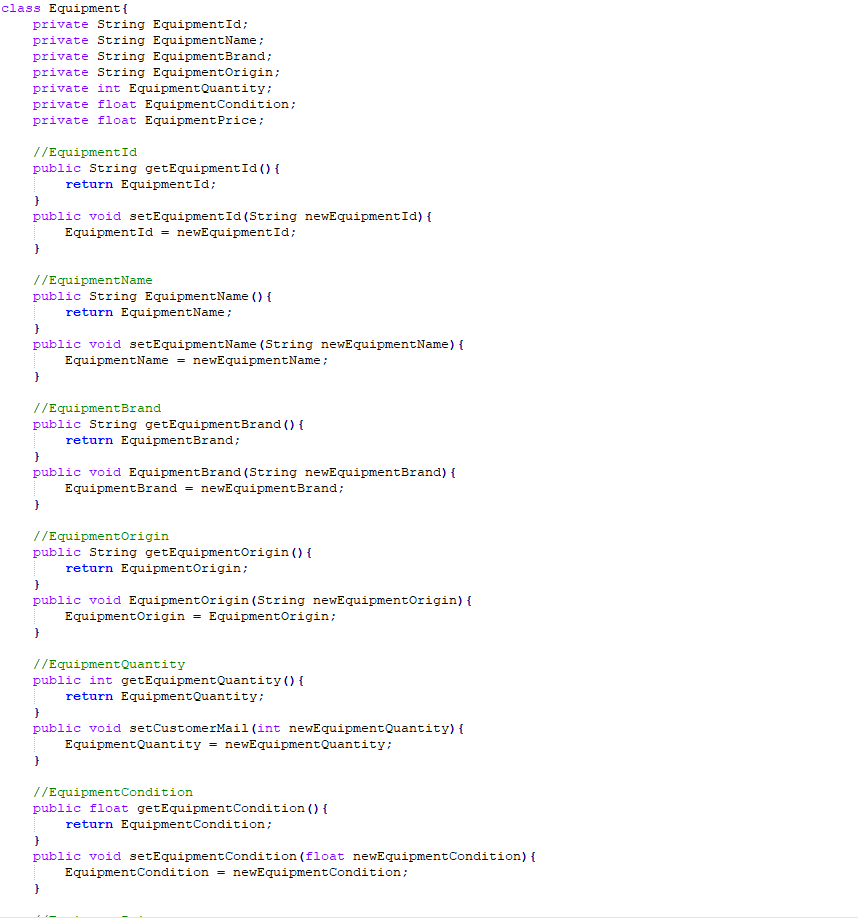 class Equipment{
    private String EquipmentId;
    private String EquipmentName;
    private String EquipmentBrand;
    private String EquipmentOrigin;
    private int EquipmentQuantity;
    private float EquipmentCondition;
    private float EquipmentPrice;

    //EquipmentId
    public String getEquipmentId(){
        return EquipmentId;
    }
    public void setEquipmentId(String newEquipmentId){
        EquipmentId = newEquipmentId;
    }

    //EquipmentName
    public String EquipmentName(){
        return EquipmentName;
    }
    public void setEquipmentName(String newEquipmentName){
        EquipmentName = newEquipmentName;
    }

    //EquipmentBrand
    public String getEquipmentBrand(){
        return EquipmentBrand;
    }
    public void EquipmentBrand(String newEquipmentBrand){
        EquipmentBrand = newEquipmentBrand;
    }

    //EquipmentOrigin
    public String getEquipmentOrigin(){
        return EquipmentOrigin;
    }
    public void EquipmentOrigin(String newEquipmentOrigin){
        EquipmentOrigin = EquipmentOrigin;
    }

    //EquipmentQuantity
    public int getEquipmentQuantity(){
        return EquipmentQuantity;
    }
    public void setCustomerMail(int newEquipmentQuantity){
        EquipmentQuantity = newEquipmentQuantity;
    }

    //EquipmentCondition
    public float getEquipmentCondition(){
        return EquipmentCondition;
    }
    public void setEquipmentCondition(float newEquipmentCondition){
        EquipmentCondition = newEquipmentCondition;
    }